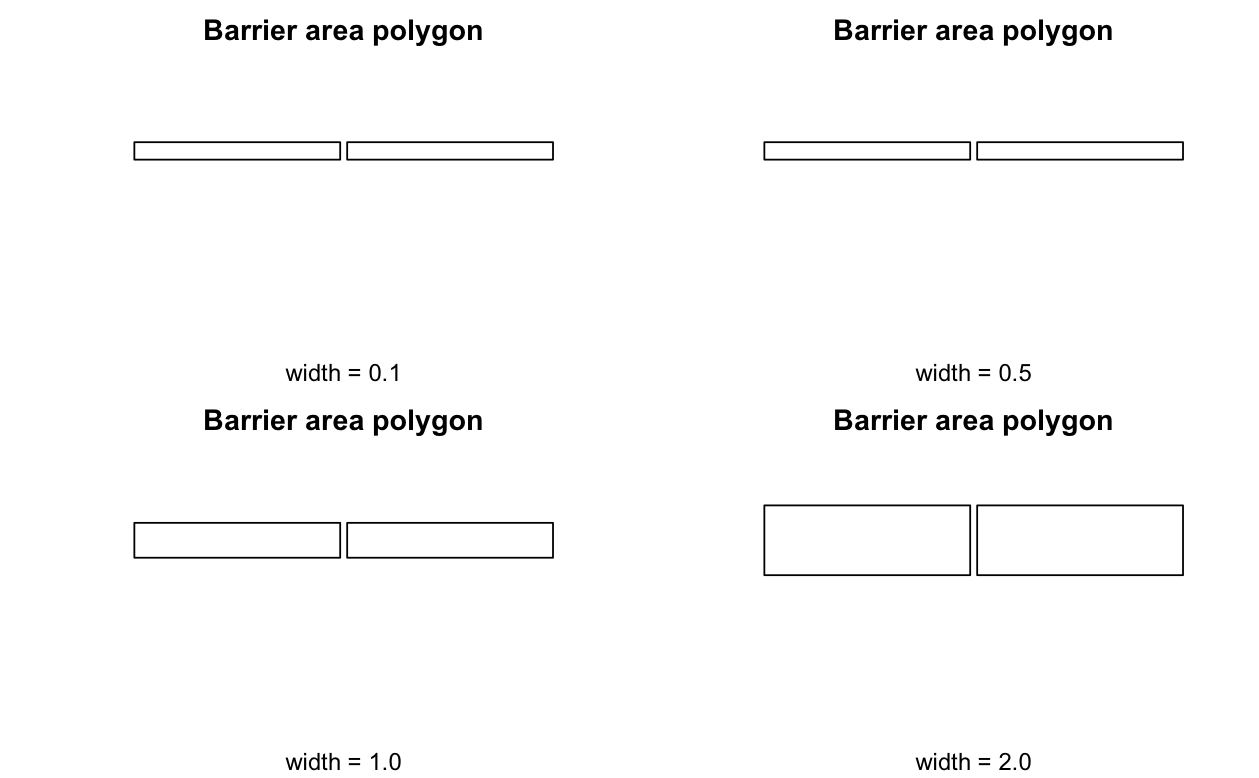 Barrier area polygon
width = 0.1
Barrier area polygon
width = 0.5
Barrier area polygon
width = 1.0
Barrier area polygon
width = 2.0